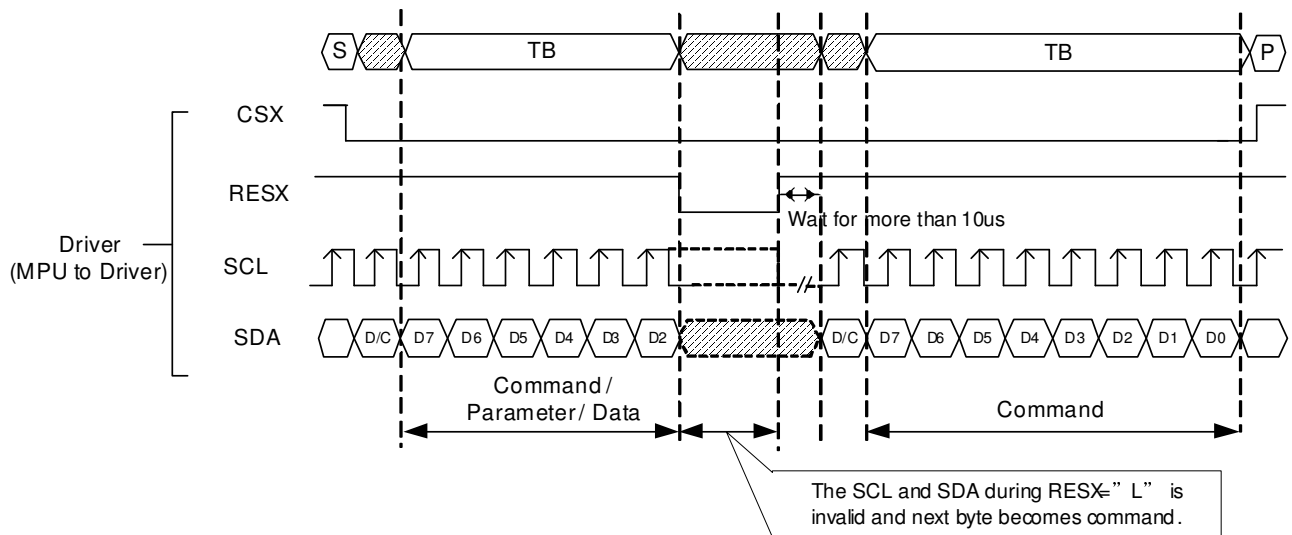 S TB TB P
CSX
RESX
Wait for more than 10us
Driver
(MPU to Driver)
SCL
SDA D/C D7 D6 D5 D4 D3 D2 D/C D7 D6 D5 D4 D3 D2 D1 D0
Command /
Parameter / Data
Command
The SCL and SDA during RESX=”L” is
invalid and next byte becomes command.